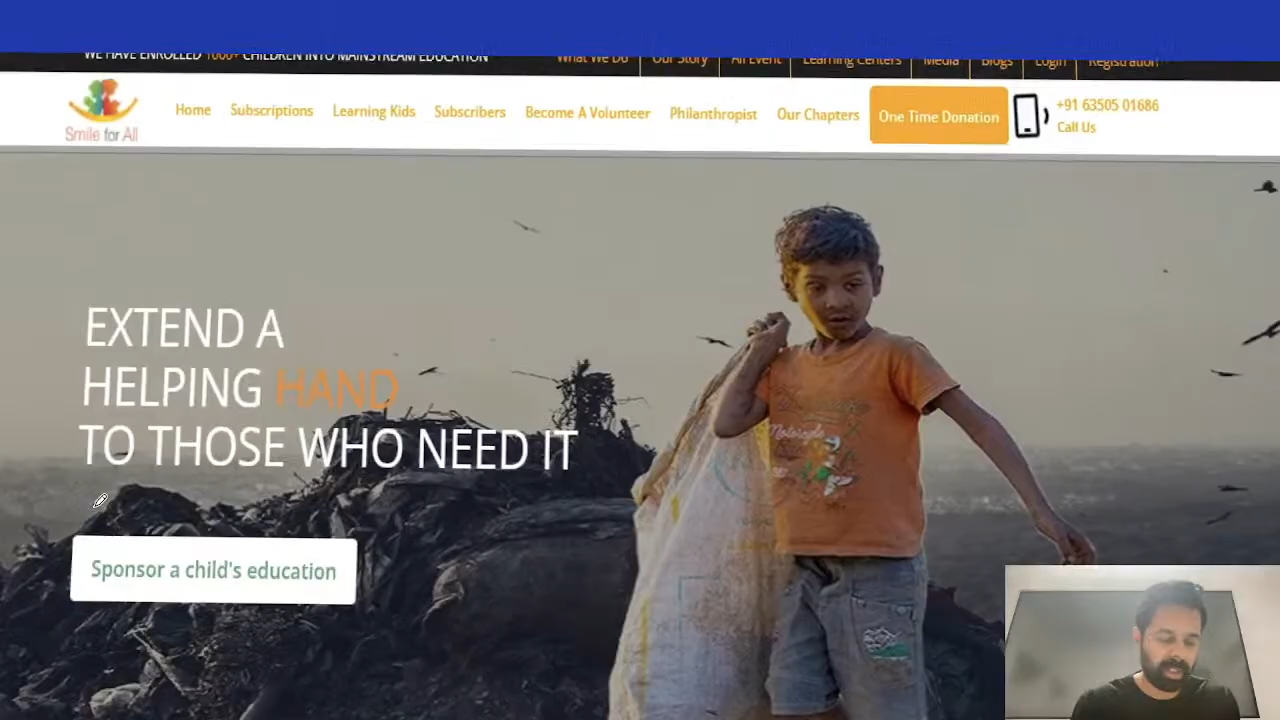 WE HAVE ENROLLED 1000+ CHILDREN INTO MAINSTREAM EDUCATION
What We Do Our Story All Event Learning Centers Media Blogs Login Registration
Smile for All
Home Subscriptions Learning Kids Subscribers Become A Volunteer Philanthropist Our Chapters One Time Donation
+91 63505 01686
Call Us
EXTEND A
HELPING HAND
TO THOSE WHO NEED IT
Sponsor a child's education